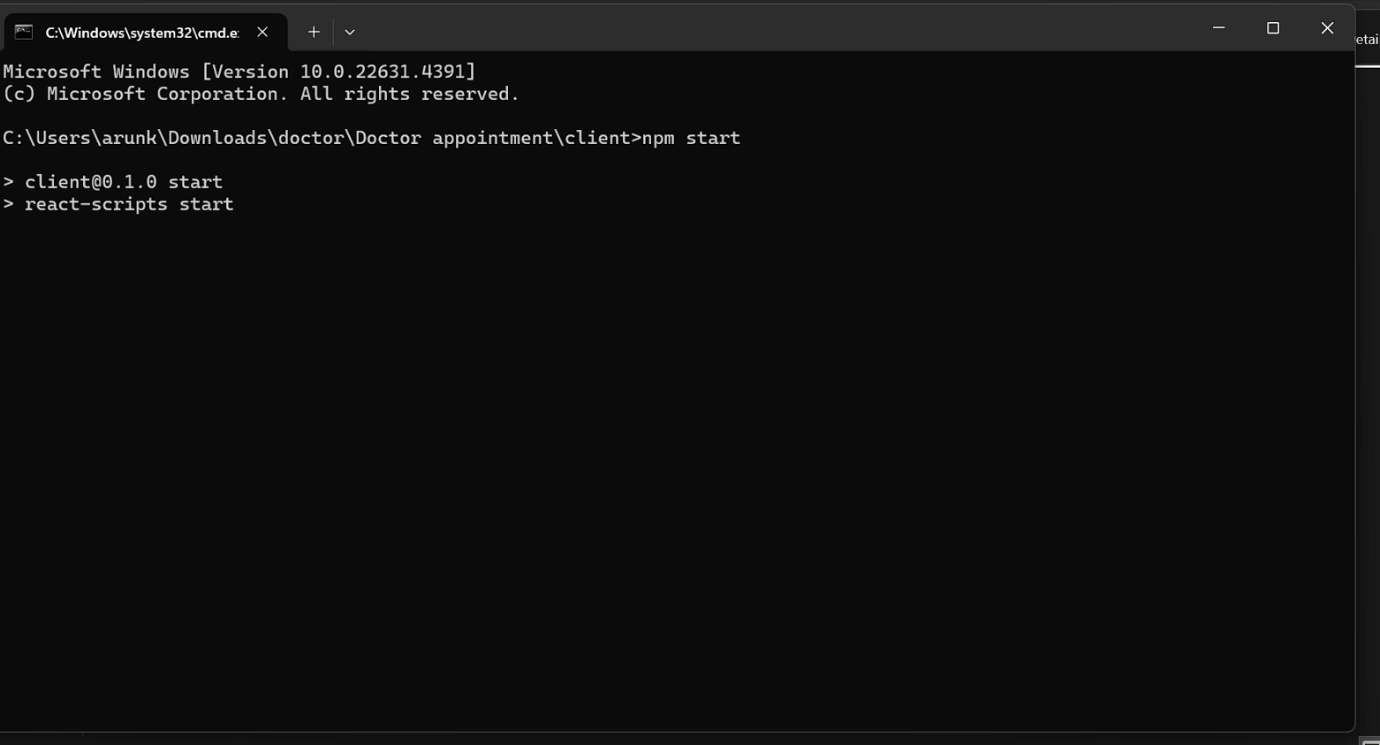 C:\Windows\system32\cmd.e
Microsoft Windows [Version 10.0.22631.4391]
(c) Microsoft Corporation. All rights reserved.
C:\Users\arunk\Downloads\doctor\Doctor appointment\client>npm start
> client@0.1.0 start
> react-scripts start